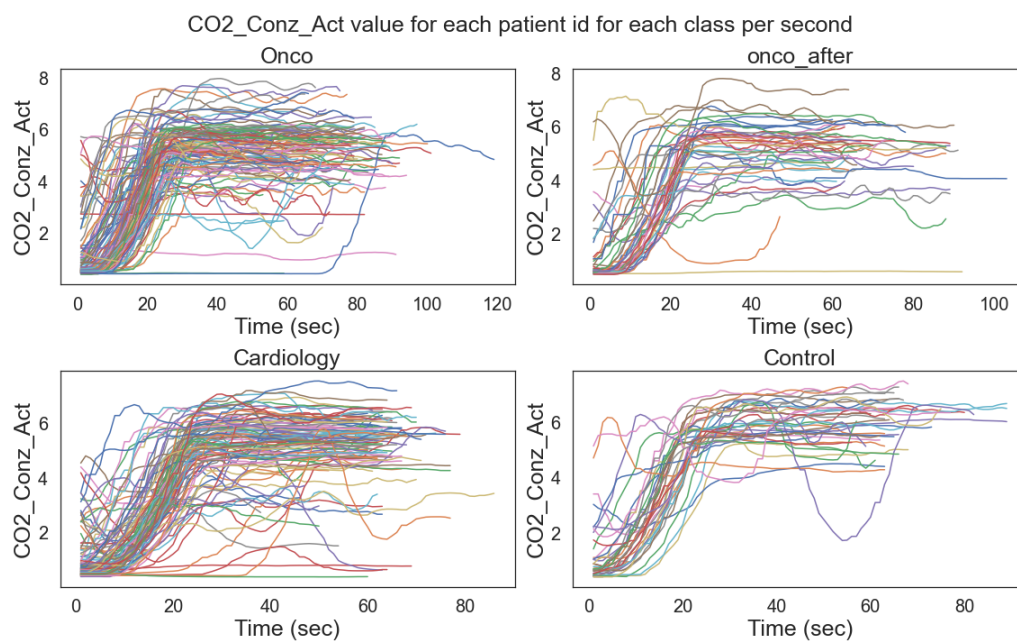 CO2_Conz_Act value for each patient id for each class per second
Onco
onco_after
CO2_Conz_Act
8
6
4
2
0 20 40 60 80 100 120
Time (sec)
CO2_Conz_Act
8
6
4
2
0 20 40 60 80 100
Time (sec)
Cardiology
Control
CO2_Conz_Act
6
4
2
0 20 40 60 80
Time (sec)
CO2_Conz_Act
6
4
2
0 20 40 60 80
Time (sec)